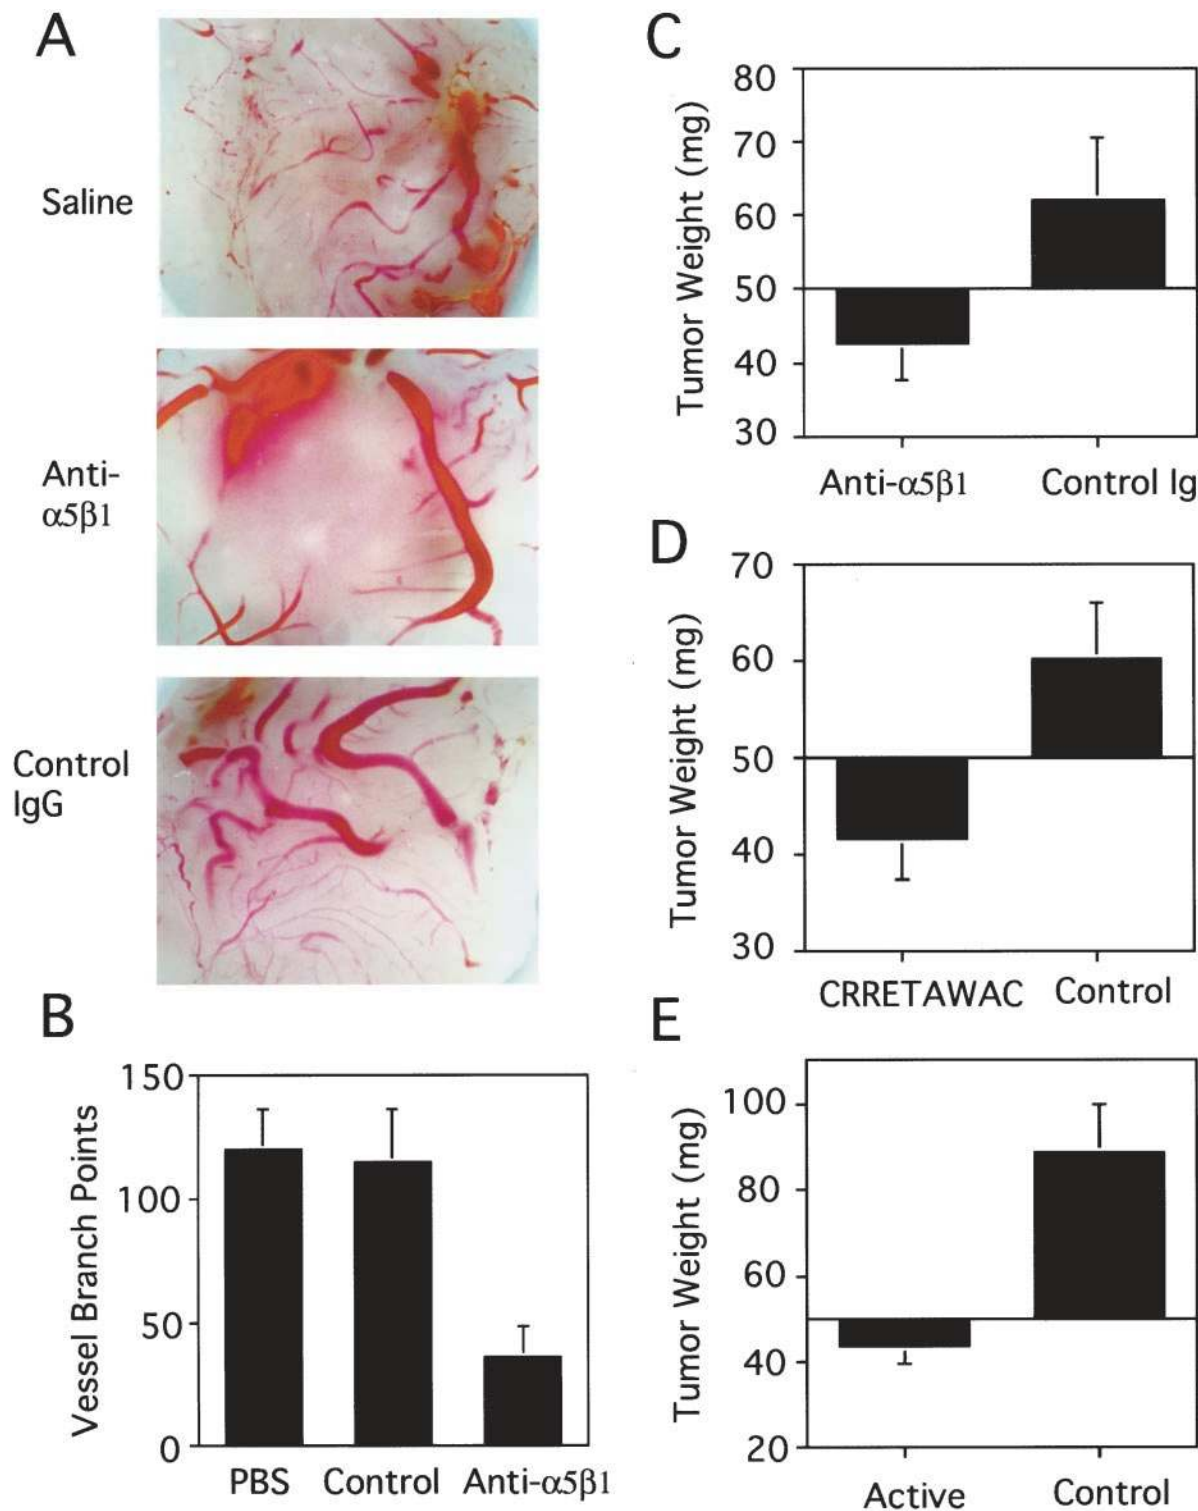 A
Saline
Anti-
α5β1
Control
IgG
B
150
100
50
0
Vessel Branch Points
PBS
Control
Anti-α5β1
C
80
70
60
50
40
30
Tumor Weight (mg)
Anti-α5β1
Control Ig
D
70
60
50
40
30
Tumor Weight (mg)
CRRETAWAC
Control
E
100
80
60
40
20
Tumor Weight (mg)
Active
Control